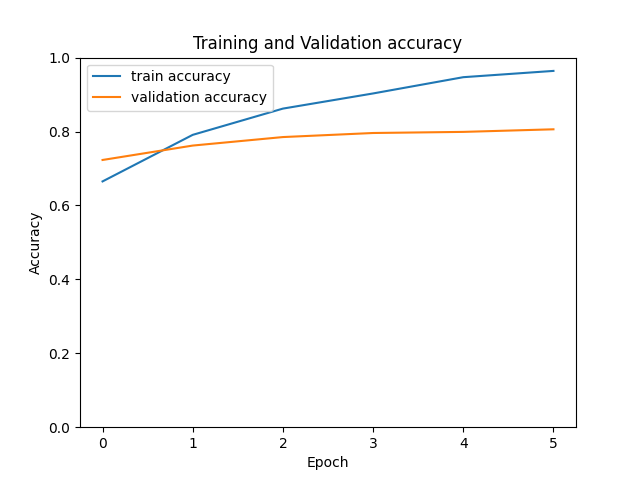 Training and Validation accuracy
train accuracy
validation accuracy
1.0
0.8
0.6
0.4
0.2
0.0
Accuracy
0 1 2 3 4 5
Epoch